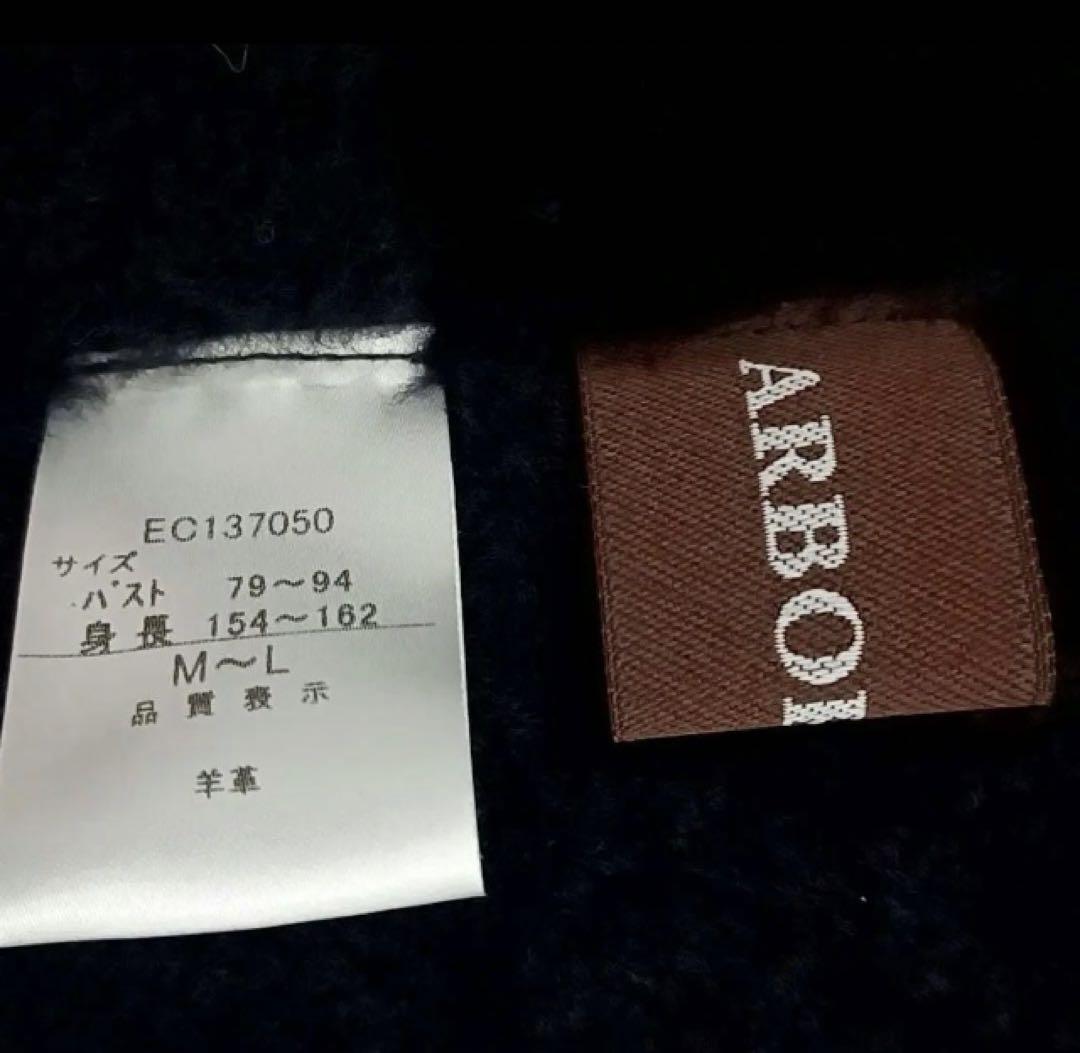 EC137050
サイズ
バスト 79〜94
身長 154〜162
M〜L
品質表示
羊革
ARBO